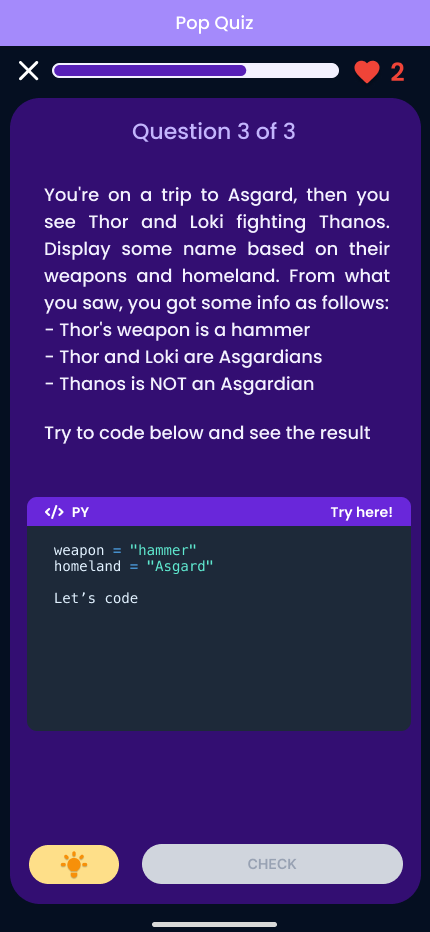 Pop Quiz
2
Question 3 of 3
You're on a trip to Asgard, then you
see Thor and Loki fighting Thanos.
Display some name based on their
weapons and homeland. From what
you saw, you got some info as follows:
- Thor's weapon is a hammer
- Thor and Loki are Asgardians
- Thanos is NOT an Asgardian
Try to code below and see the result
</> PY Try here!
weapon = "hammer"
homeland = "Asgard"
Let’s code
CHECK